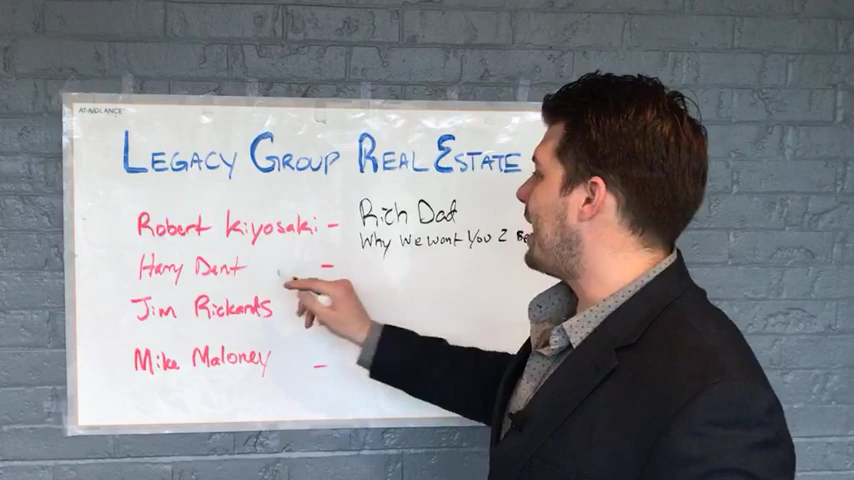 AT-A-GLANCE
LEGACY GROUP REAL ESTATE
Robert Kiyosaki - Rich Dad
Why We Want You 2 Be
Harry Dent -
Jim Rickards
Mike Maloney -